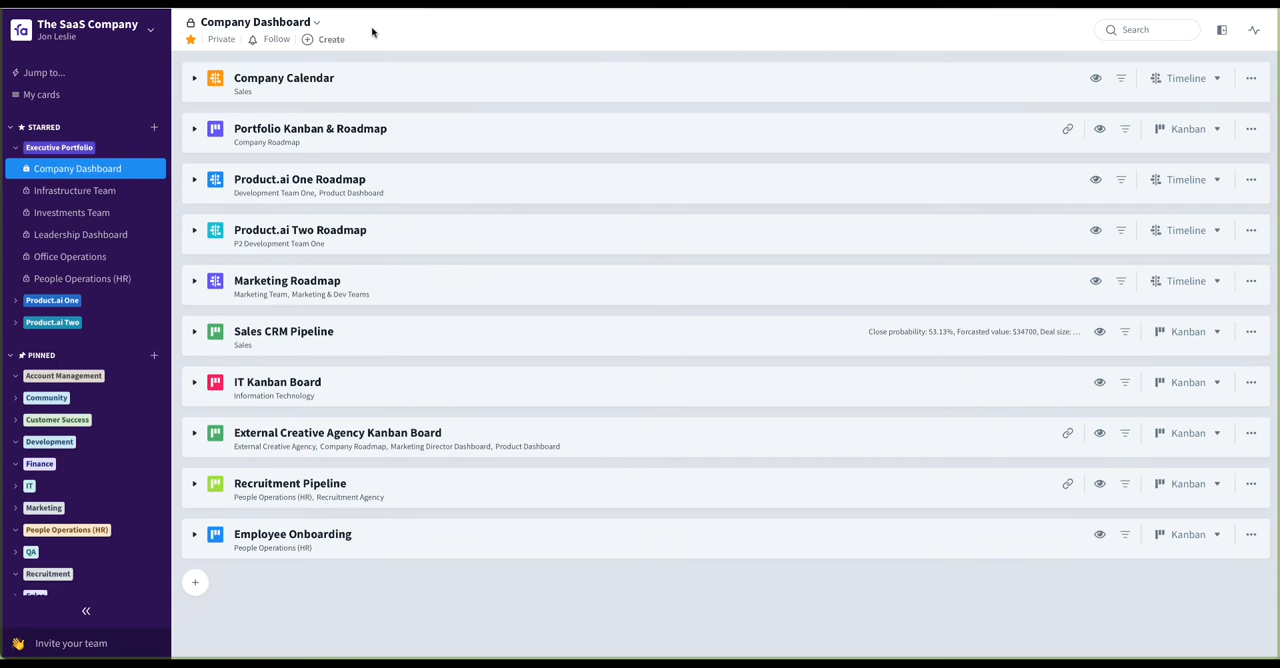 fa
The SaaS Company
Jon Leslie
Jump to...
My cards
STARRED
Executive Portfolio
Company Dashboard
Infrastructure Team
Investments Team
Leadership Dashboard
Office Operations
People Operations (HR)
Product.ai One
Product.ai Two
PINNED
Account Management
Community
Customer Success
Development
Finance
IT
Marketing
People Operations (HR)
QA
Recruitment
Invite your team
Company Dashboard
Private
Follow
Create
Search
Company Calendar
Sales
Timeline
Portfolio Kanban & Roadmap
Company Roadmap
Kanban
Product.ai One Roadmap
Development Team One, Product Dashboard
Timeline
Product.ai Two Roadmap
P2 Development Team One
Timeline
Marketing Roadmap
Marketing Team, Marketing & Dev Teams
Timeline
Sales CRM Pipeline
Sales
Close probability: 53.13%, Forcasted value: $34700, Deal size: ...
Kanban
IT Kanban Board
Information Technology
Kanban
External Creative Agency Kanban Board
External Creative Agency, Company Roadmap, Marketing Director Dashboard, Product Dashboard
Kanban
Recruitment Pipeline
People Operations (HR), Recruitment Agency
Kanban
Employee Onboarding
People Operations (HR)
Kanban